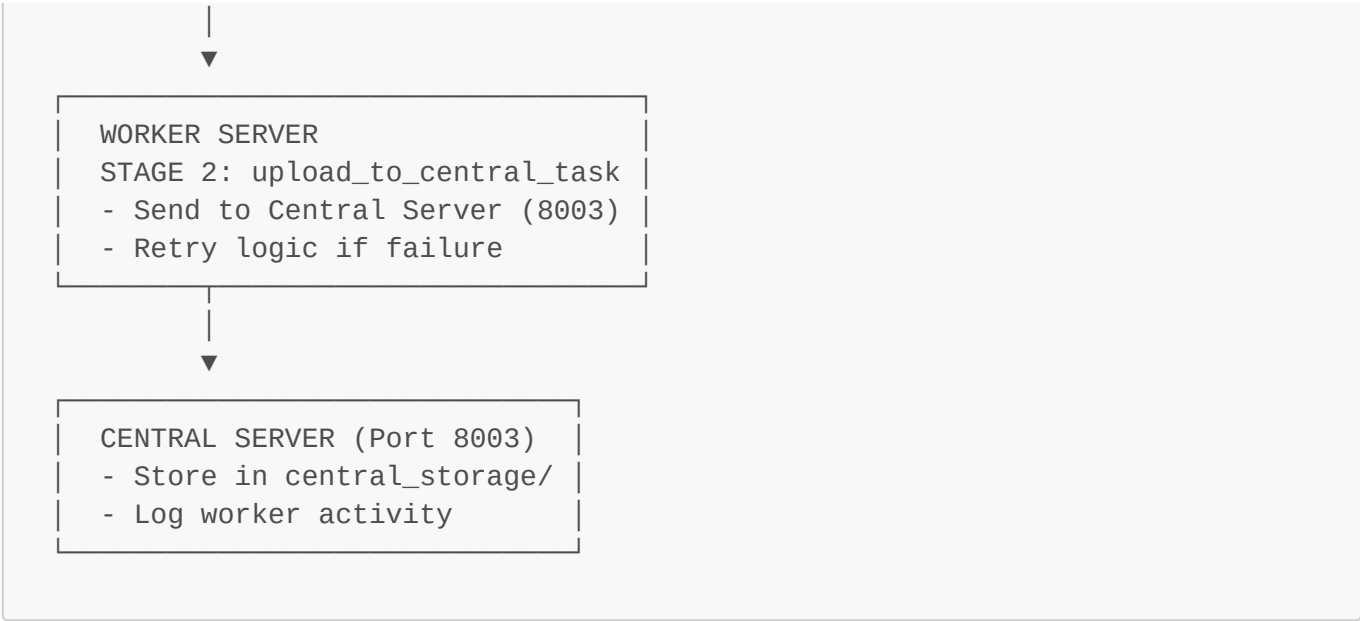 WORKER SERVER
STAGE 2: upload_to_central_task
- Send to Central Server (8003)
- Retry logic if failure
CENTRAL SERVER (Port 8003)
- Store in central_storage/
- Log worker activity